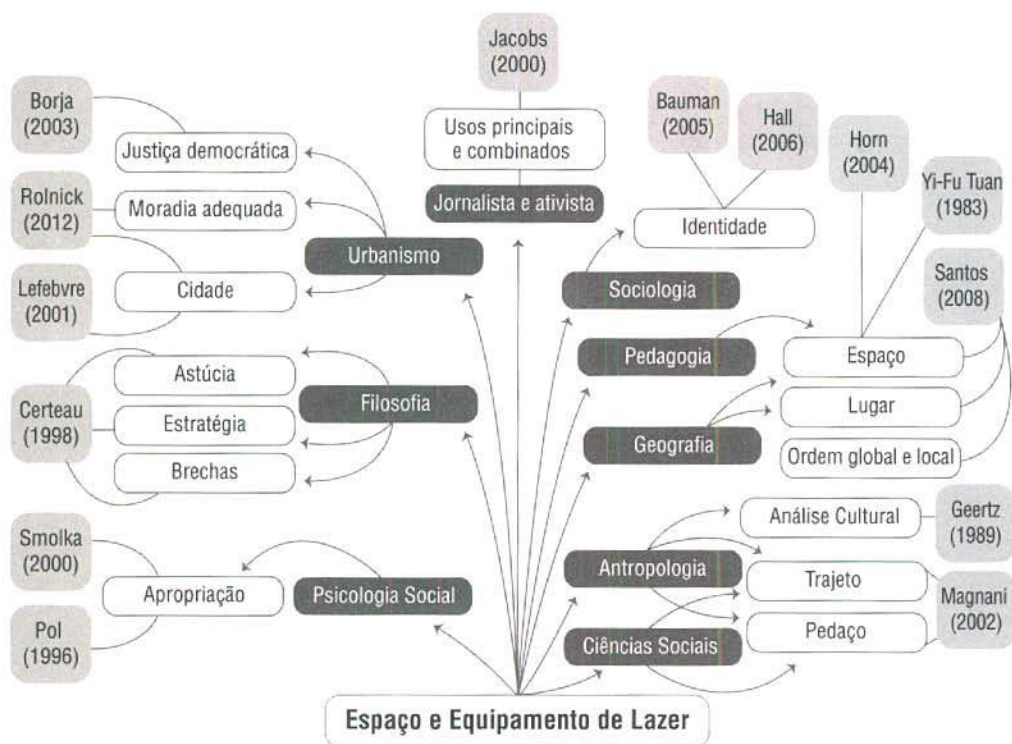 Jacobs
(2000)
Borja
(2003)
Usos principais
e combinados
Bauman
(2005)
Hall
(2006)
Horn
(2004)
Yi-Fu Tuan
(1983)
Justiça democrática
Rolnick
(2012)
Moradia adequada
Jornalista e ativista
Identidade
Urbanismo
Santos
(2008)
Lefebvre
(2001)
Cidade
Sociologia
Pedagogia
Espaço
Astúcia
Certeau
(1998)
Estratégia
Filosofia
Lugar
Geografia
Brechas
Ordem global e local
Análise Cultural
Geertz
(1989)
Smolka
(2000)
Antropologia
Trajeto
Apropriação
Psicologia Social
Magnani
(2002)
Pedaço
Pol
(1996)
Ciências Sociais
Espaço e Equipamento de Lazer